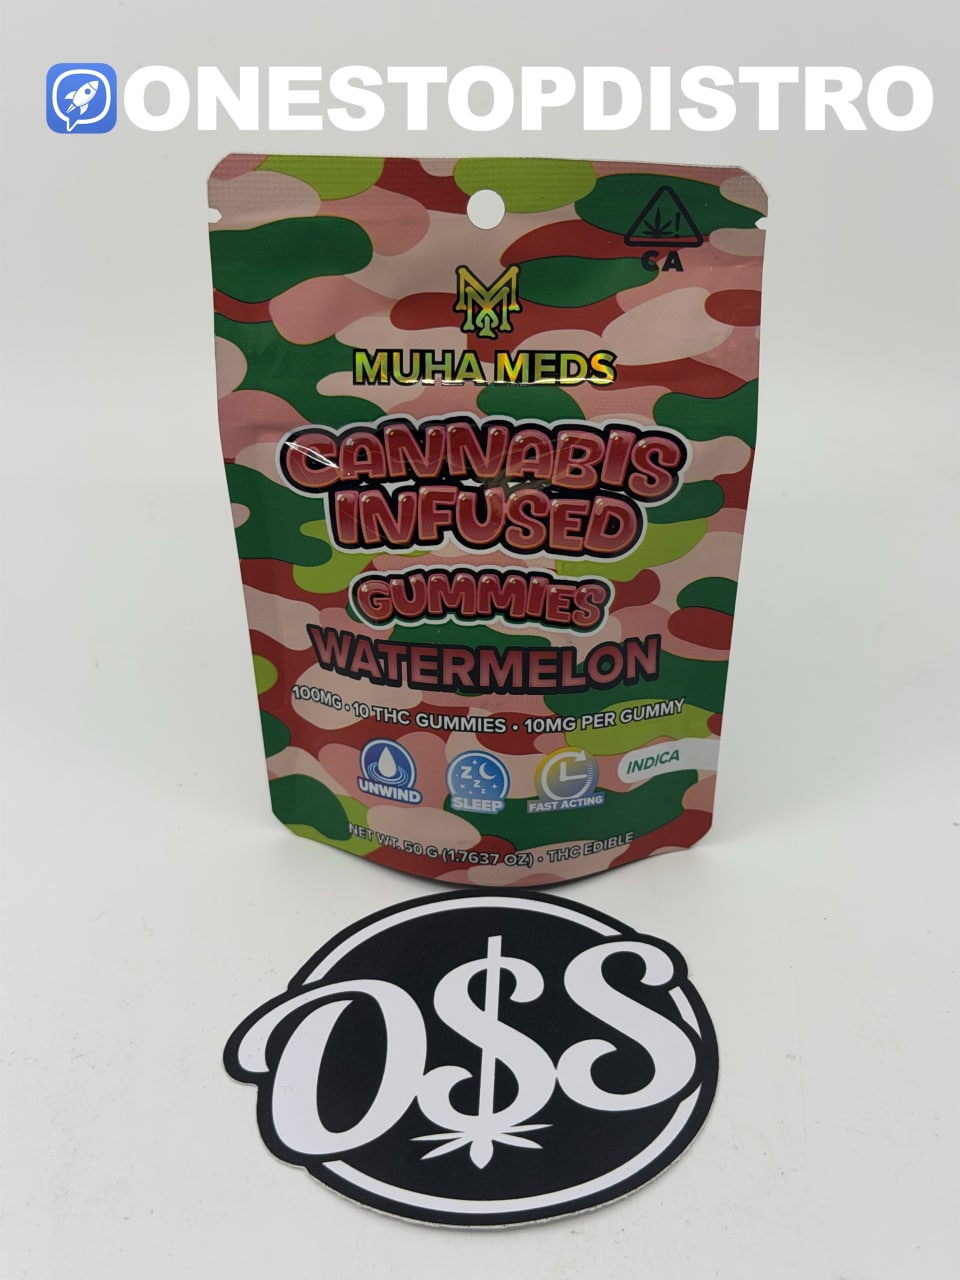 ONESTOPDISTRO
CA
MUHA MEDS
CANNABIS
INFUSED
GUMMIES
WATERMELON
100MG • 10 THC GUMMIES • 10MG PER GUMMY
INDICA
UNWIND
Z Z Z
SLEEP
FAST ACTING
NET WT. 50 G (1.7637 OZ) • THC EDIBLE
O$S